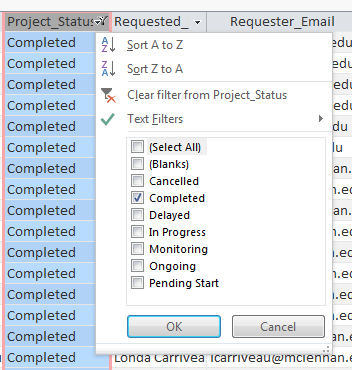 Project_Status Requested_ Requester_Email
Completed
Sort A to Z
Completed
Completed
Sort Z to A
Completed
Clear filter from Project_Status
Completed
Text Filters
Completed
Completed (Select All)
Completed (Blanks)
Completed Cancelled
Completed Completed
Completed Delayed
Completed In Progress
Completed Monitoring
Completed Ongoing
Completed Pending Start
Completed
Completed OK Cancel
Completed
Completed Londa Carriveau lcarriveau@mclennan.ed